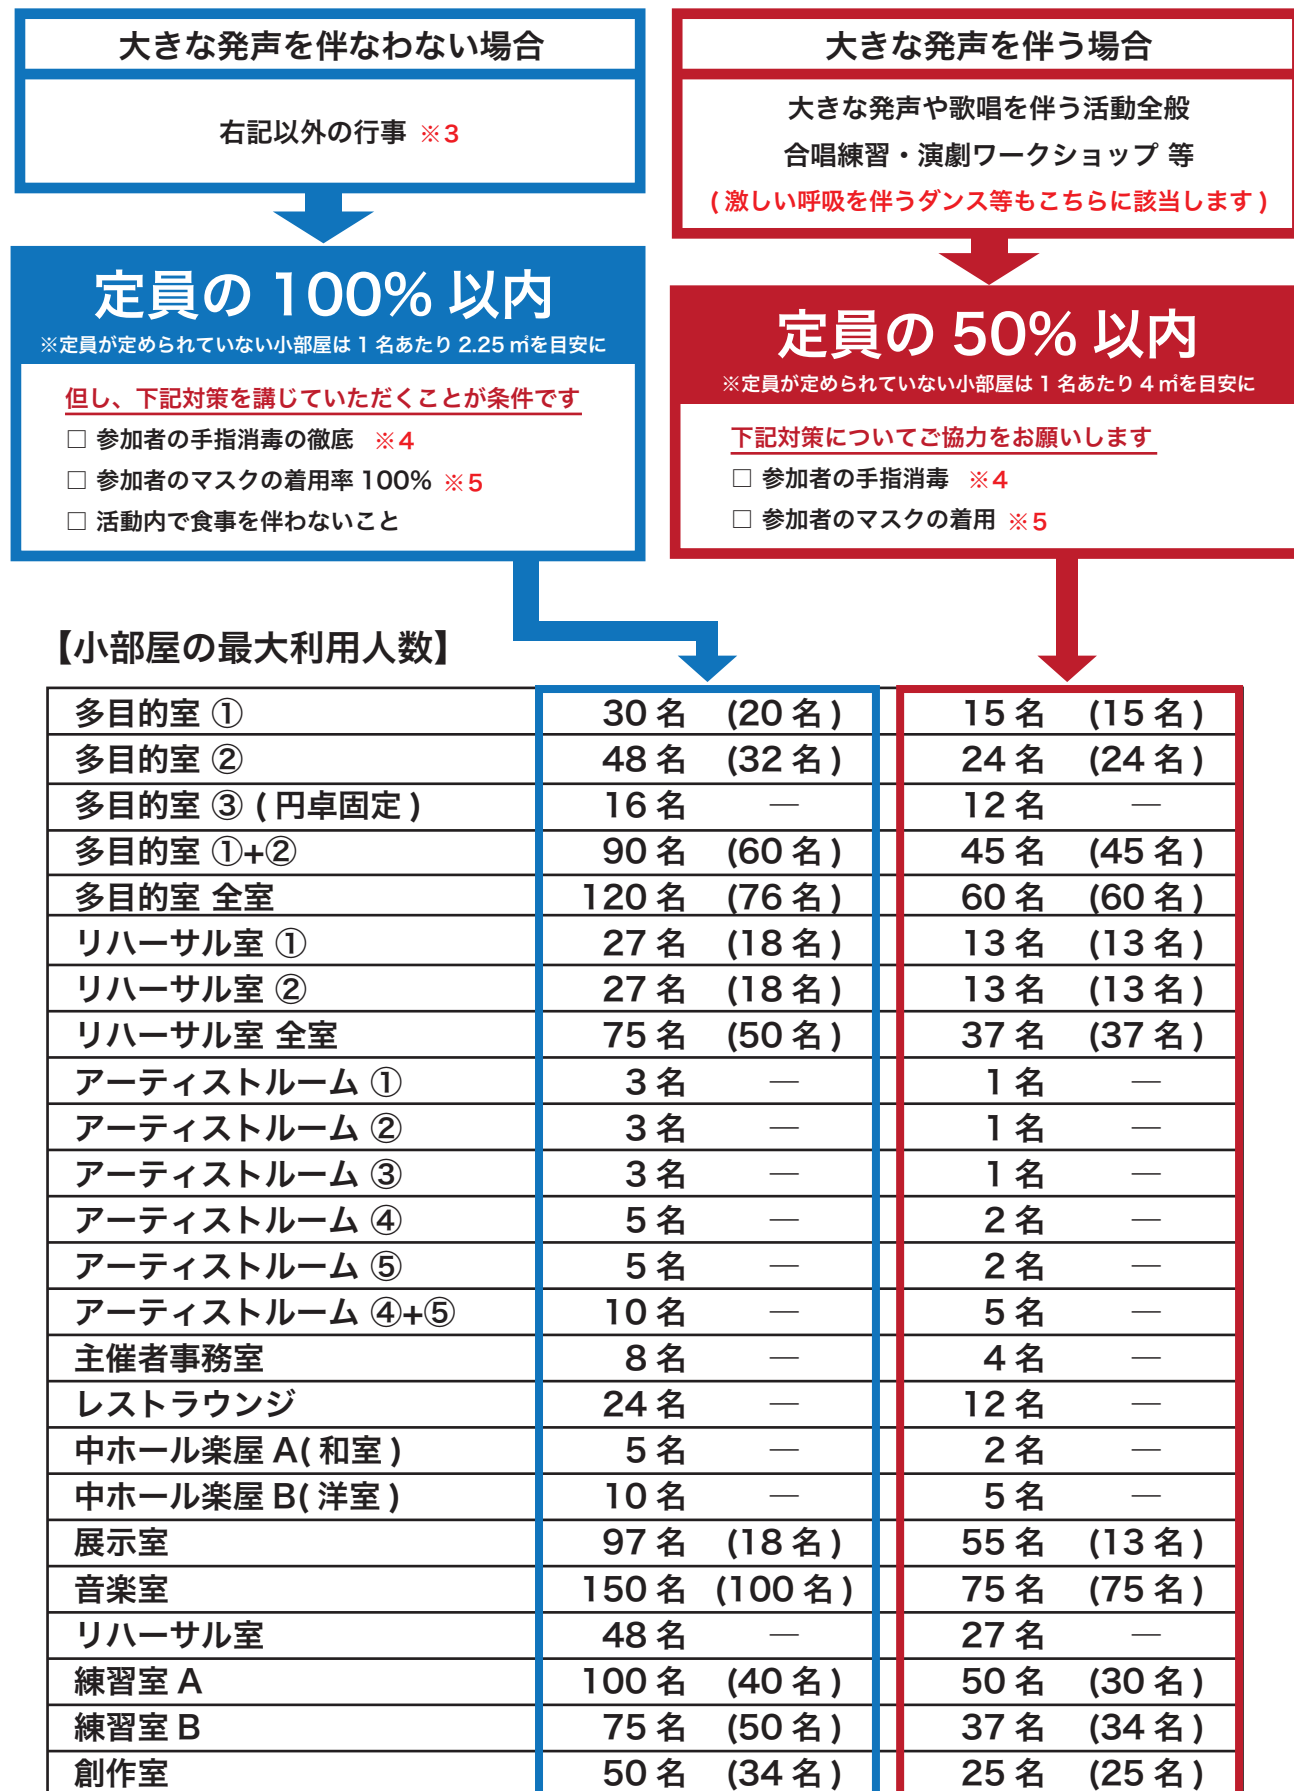 大きな発声を伴なわない場合
右記以外の行事 ※3
定員の 100% 以内
※定員が定められていない小部屋は 1 名あたり 2.25 ㎡を目安に
但し、下記対策を講じていただくことが条件です
□ 参加者の手指消毒の徹底 ※4
□ 参加者のマスクの着用率 100% ※5
□ 活動内で食事を伴わないこと
大きな発声を伴う場合
大きな発声や歌唱を伴う活動全般
合唱練習・演劇ワークショップ 等
( 激しい呼吸を伴うダンス等もこちらに該当します )
定員の 50% 以内
※定員が定められていない小部屋は 1 名あたり 4 ㎡を目安に
下記対策についてご協力をお願いします
□ 参加者の手指消毒 ※4
□ 参加者のマスクの着用 ※5
【小部屋の最大利用人数】
多目的室 ① 30 名 (20 名 ) 15 名 (15 名 )
多目的室 ② 48 名 (32 名 ) 24 名 (24 名 )
多目的室 ③ ( 円卓固定 ) 16 名 — 12 名 —
多目的室 ①+② 90 名 (60 名 ) 45 名 (45 名 )
多目的室 全室 120 名 (76 名 ) 60 名 (60 名 )
リハーサル室 ① 27 名 (18 名 ) 13 名 (13 名 )
リハーサル室 ② 27 名 (18 名 ) 13 名 (13 名 )
リハーサル室 全室 75 名 (50 名 ) 37 名 (37 名 )
アーティストルーム ① 3 名 — 1 名 —
アーティストルーム ② 3 名 — 1 名 —
アーティストルーム ③ 3 名 — 1 名 —
アーティストルーム ④ 5 名 — 2 名 —
アーティストルーム ⑤ 5 名 — 2 名 —
アーティストルーム ④+⑤ 10 名 — 5 名 —
主催者事務室 8 名 — 4 名 —
レストラウンジ 24 名 — 12 名 —
中ホール楽屋 A( 和室 ) 5 名 — 2 名 —
中ホール楽屋 B( 洋室 ) 10 名 — 5 名 —
展示室 97 名 (18 名 ) 55 名 (13 名 )
音楽室 150 名 (100 名 ) 75 名 (75 名 )
リハーサル室 48 名 — 27 名 —
練習室 A 100 名 (40 名 ) 50 名 (30 名 )
練習室 B 75 名 (50 名 ) 37 名 (34 名 )
創作室 50 名 (34 名 ) 25 名 (25 名 )